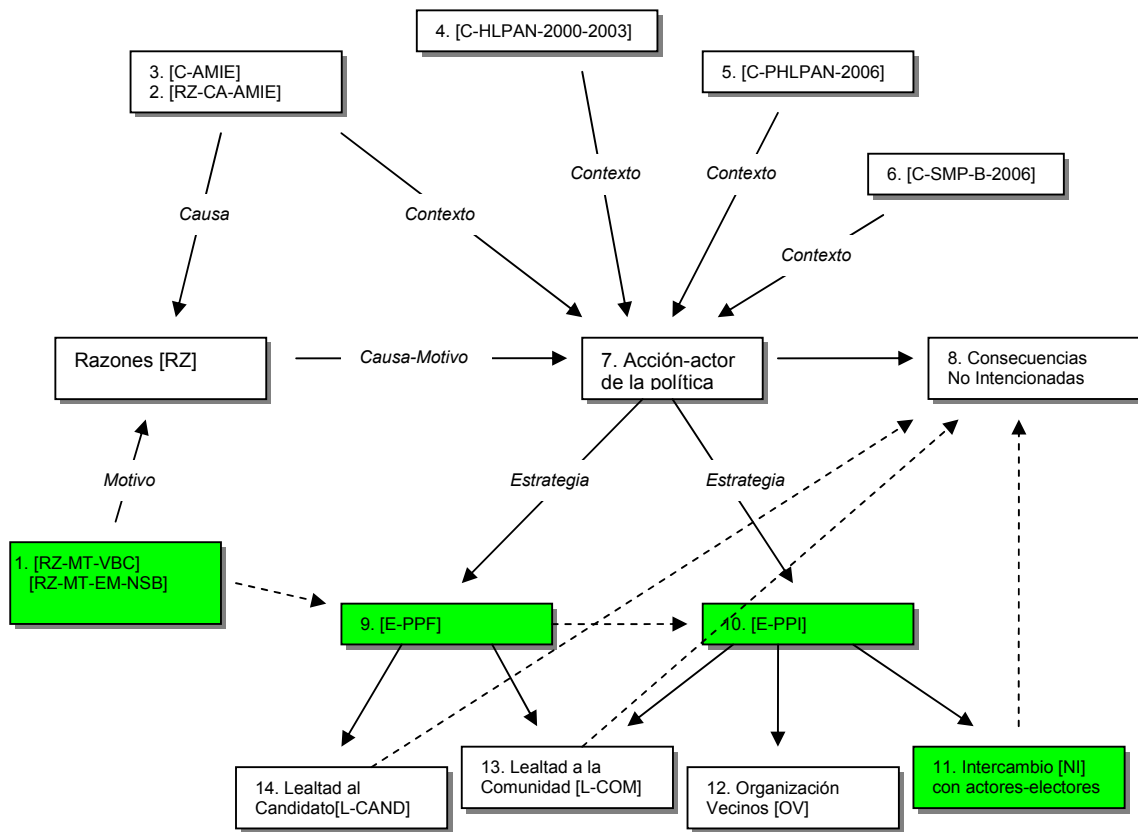 4. [C-HLPAN-2000-2003]
3. [C-AMIE]
2. [RZ-CA-AMIE]
5. [C-PHLPAN-2006]
6. [C-SMP-B-2006]
Contexto
Contexto
Causa
Contexto
Contexto
Razones [RZ]
Causa-Motivo
7. Acción-actor
de la política
8. Consecuencias
No Intencionadas
Motivo
Estrategia
Estrategia
1. [RZ-MT-VBC]
[RZ-MT-EM-NSB]
9. [E-PPF]
10. [E-PPI]
14. Lealtad al
Candidato[L-CAND]
13. Lealtad a la
Comunidad [L-COM]
12. Organización
Vecinos [OV]
11. Intercambio [NI]
con actores-electores